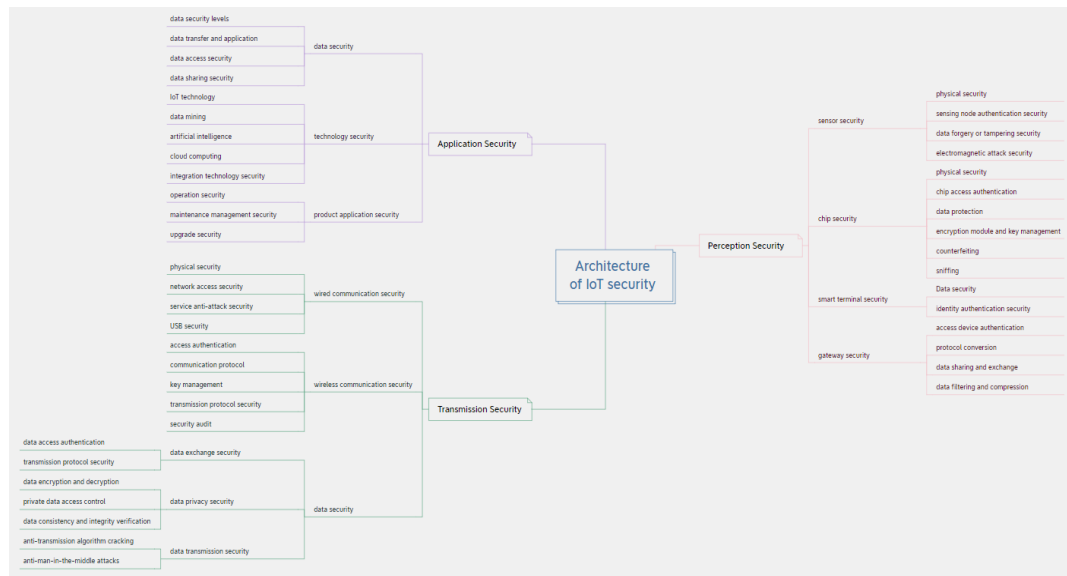 data security levels
data transfer and application
data access security
data sharing security
data security
IoT technology
data mining
artificial intelligence
cloud computing
integration technology security
technology security
operation security
maintenance management security
upgrade security
product application security
Application Security
physical security
network access security
service anti-attack security
USB security
wired communication security
access authentication
communication protocol
key management
transmission protocol security
security audit
wireless communication security
data access authentication
transmission protocol security
data exchange security
data encryption and decryption
private data access control
data consistency and integrity verification
data privacy security
anti-transmission algorithm cracking
anti-man-in-the-middle attacks
data transmission security
data security
Transmission Security
Architecture
of IoT security
Perception Security
sensor security
physical security
sensing node authentication security
data forgery or tampering security
electromagnetic attack security
chip security
physical security
chip access authentication
data protection
encryption module and key management
counterfeiting
sniffing
smart terminal security
Data security
identity authentication security
gateway security
access device authentication
protocol conversion
data sharing and exchange
data filtering and compression